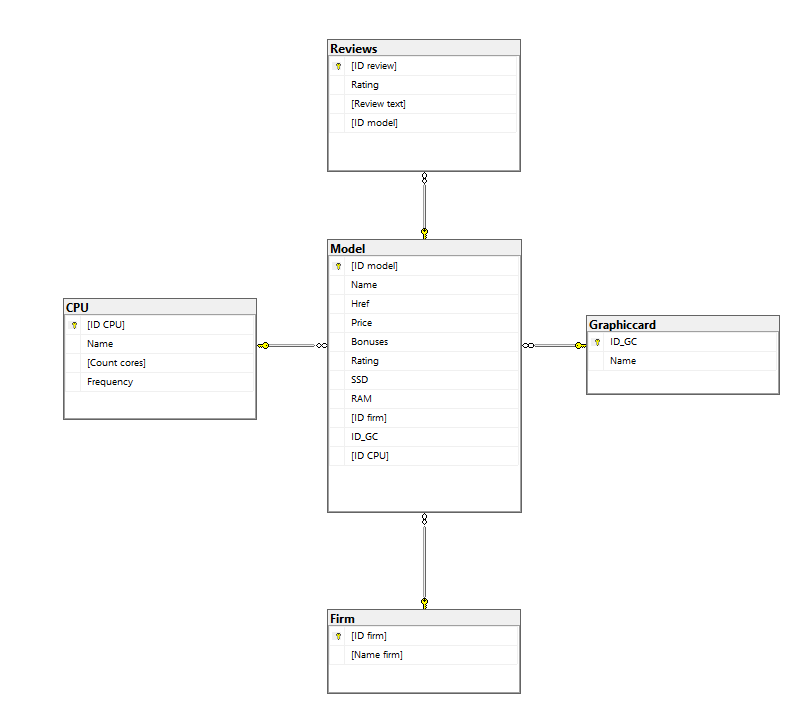 Reviews
[ID review]
Rating
[Review text]
[ID model]
Model
[ID model]
Name
Href
Price
Bonuses
Rating
SSD
RAM
[ID firm]
ID_GC
[ID CPU]
CPU
[ID CPU]
Name
[Count cores]
Frequency
Graphiccard
ID_GC
Name
Firm
[ID firm]
[Name firm]